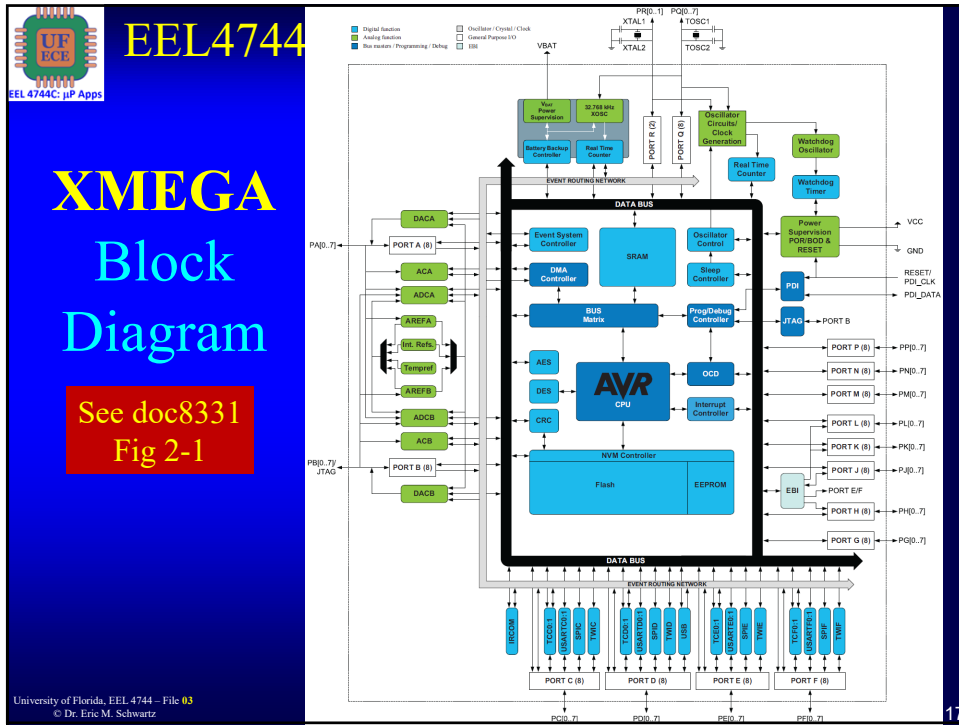 UF
ECE
EEL 4744C: µP Apps
EEL4744
XMEGA
Block
Diagram
See doc8331
Fig 2-1
University of Florida, EEL 4744 – File 03
© Dr. Eric M. Schwartz
17
Digital function
Analog function
Bus masters / Programming / Debug
Oscillator / Crystal / Clock
General Purpose I/O
EBI
PR[0..1]
PQ[0..7]
XTAL1
XTAL2
TOSC1
TOSC2
VBAT
VBAT
Power
Supervision
32.768 kHz
XOSC
Battery Backup
Controller
Real Time
Counter
PORT R (2)
PORT Q (8)
Oscillator
Circuits/
Clock
Generation
Watchdog
Oscillator
Real Time
Counter
Watchdog
Timer
EVENT ROUTING NETWORK
DATA BUS
Power
Supervision
POR/BOD &
RESET
VCC
GND
RESET/
PDI_CLK
PDI_DATA
PDI
JTAG
PORT B
PA[0..7]
DACA
PORT A (8)
ACA
ADCA
AREFA
Int. Refs.
Tempref
AREFB
ADCB
ACB
PB[0..7]/
JTAG
PORT B (8)
DACB
Event System
Controller
DMA
Controller
SRAM
Oscillator
Control
Sleep
Controller
BUS
Matrix
Prog/Debug
Controller
AES
DES
CRC
AVR
CPU
OCD
Interrupt
Controller
NVM Controller
Flash
EEPROM
PORT P (8)
PP[0..7]
PORT N (8)
PN[0..7]
PORT M (8)
PM[0..7]
PORT L (8)
PL[0..7]
PORT K (8)
PK[0..7]
PORT J (8)
PJ[0..7]
EBI
PORT E/F
PORT H (8)
PH[0..7]
PORT G (8)
PG[0..7]
DATA BUS
EVENT ROUTING NETWORK
IRCOM
TCC0:1
USARTC0:1
SPIC
TWIC
TCD0:1
USARTD0:1
SPID
TWID
USB
TCE0:1
USARTE0:1
SPIE
TWIE
TCF0:1
USARTF0:1
SPIF
TWIF
PORT C (8)
PORT D (8)
PORT E (8)
PORT F (8)
PC[0..7]
PD[0..7]
PE[0..7]
PF[0..7]